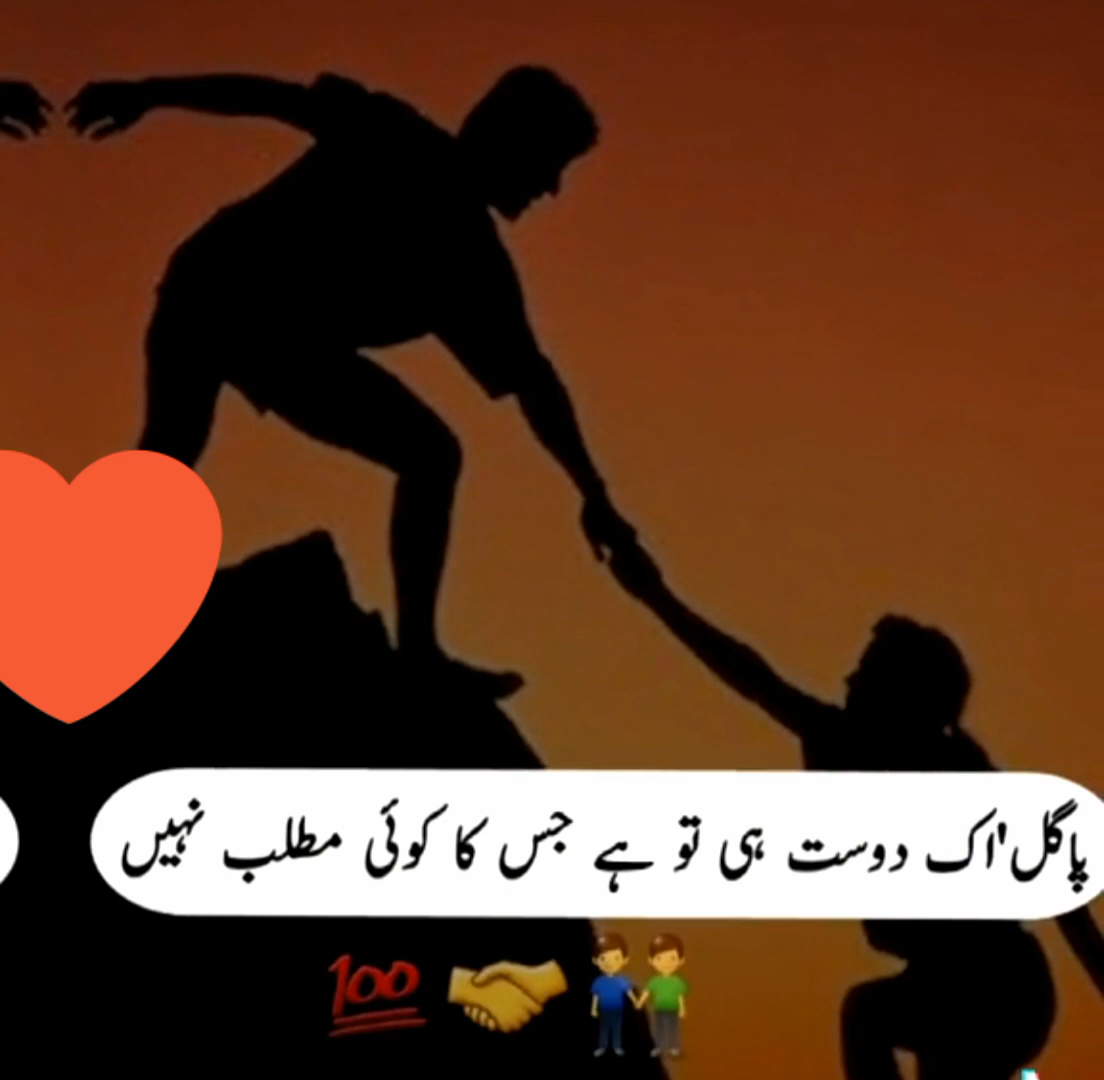 پاگل'اک دوست ہی تو ہے جس کا کوئی مطلب نہیں
💯 🤝 👬